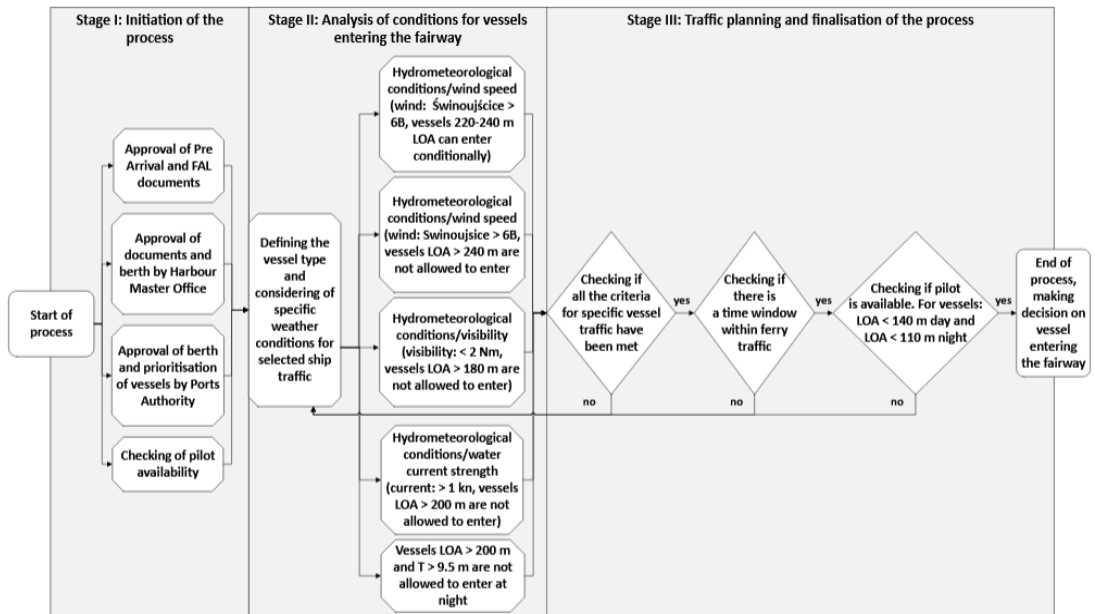 Stage I: Initiation of the
process
Stage II: Analysis of conditions for vessels
entering the fairway
Stage III: Traffic planning and finalisation of the process
Start of
process
Approval of Pre
Arrival and FAL
documents
Approval of
documents and
berth by Harbour
Master Office
Approval of berth
and prioritisation
of vessels by Ports
Authority
Checking of pilot
availability
Defining the
vessel type
and
considering of
specific
weather
conditions for
selected ship
traffic
Hydrometeorological
conditions/wind speed
(wind: Świnoujścice >
6B, vessels 220-240 m
LOA can enter
conditionally)
Hydrometeorological
conditions/wind speed
(wind: Swinoujsice > 6B,
vessels LOA > 240 m are
not allowed to enter
Hydrometeorological
conditions/visibility
(visibility: < 2 Nm,
vessels LOA > 180 m are
not allowed to enter)
Hydrometeorological
conditions/water
current strength
(current: > 1 kn, vessels
LOA > 200 m are not
allowed to enter)
Vessels LOA > 200 m
and T > 9.5 m are not
allowed to enter at
night
Checking if
all the criteria
for specific vessel
traffic have
been met
yes
no
Checking if
there is
a time window
within ferry
traffic
yes
no
Checking if pilot
is available. For vessels:
LOA < 140 m day and
LOA < 110 m night
yes
no
End of
process,
making
decision on
vessel
entering
the fairway